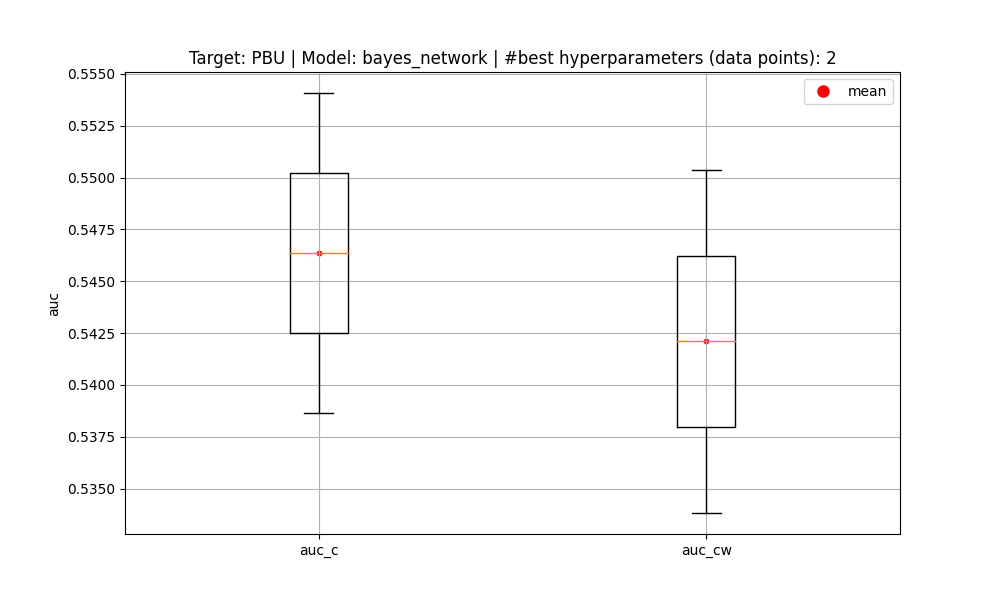 Target: PBU | Model: bayes_network | #best hyperparameters (data points): 2
0.5550
mean
0.5525
0.5500
0.5475
0.5450
auc
0.5425
0.5400
0.5375
0.5350
auc_c
auc_cw